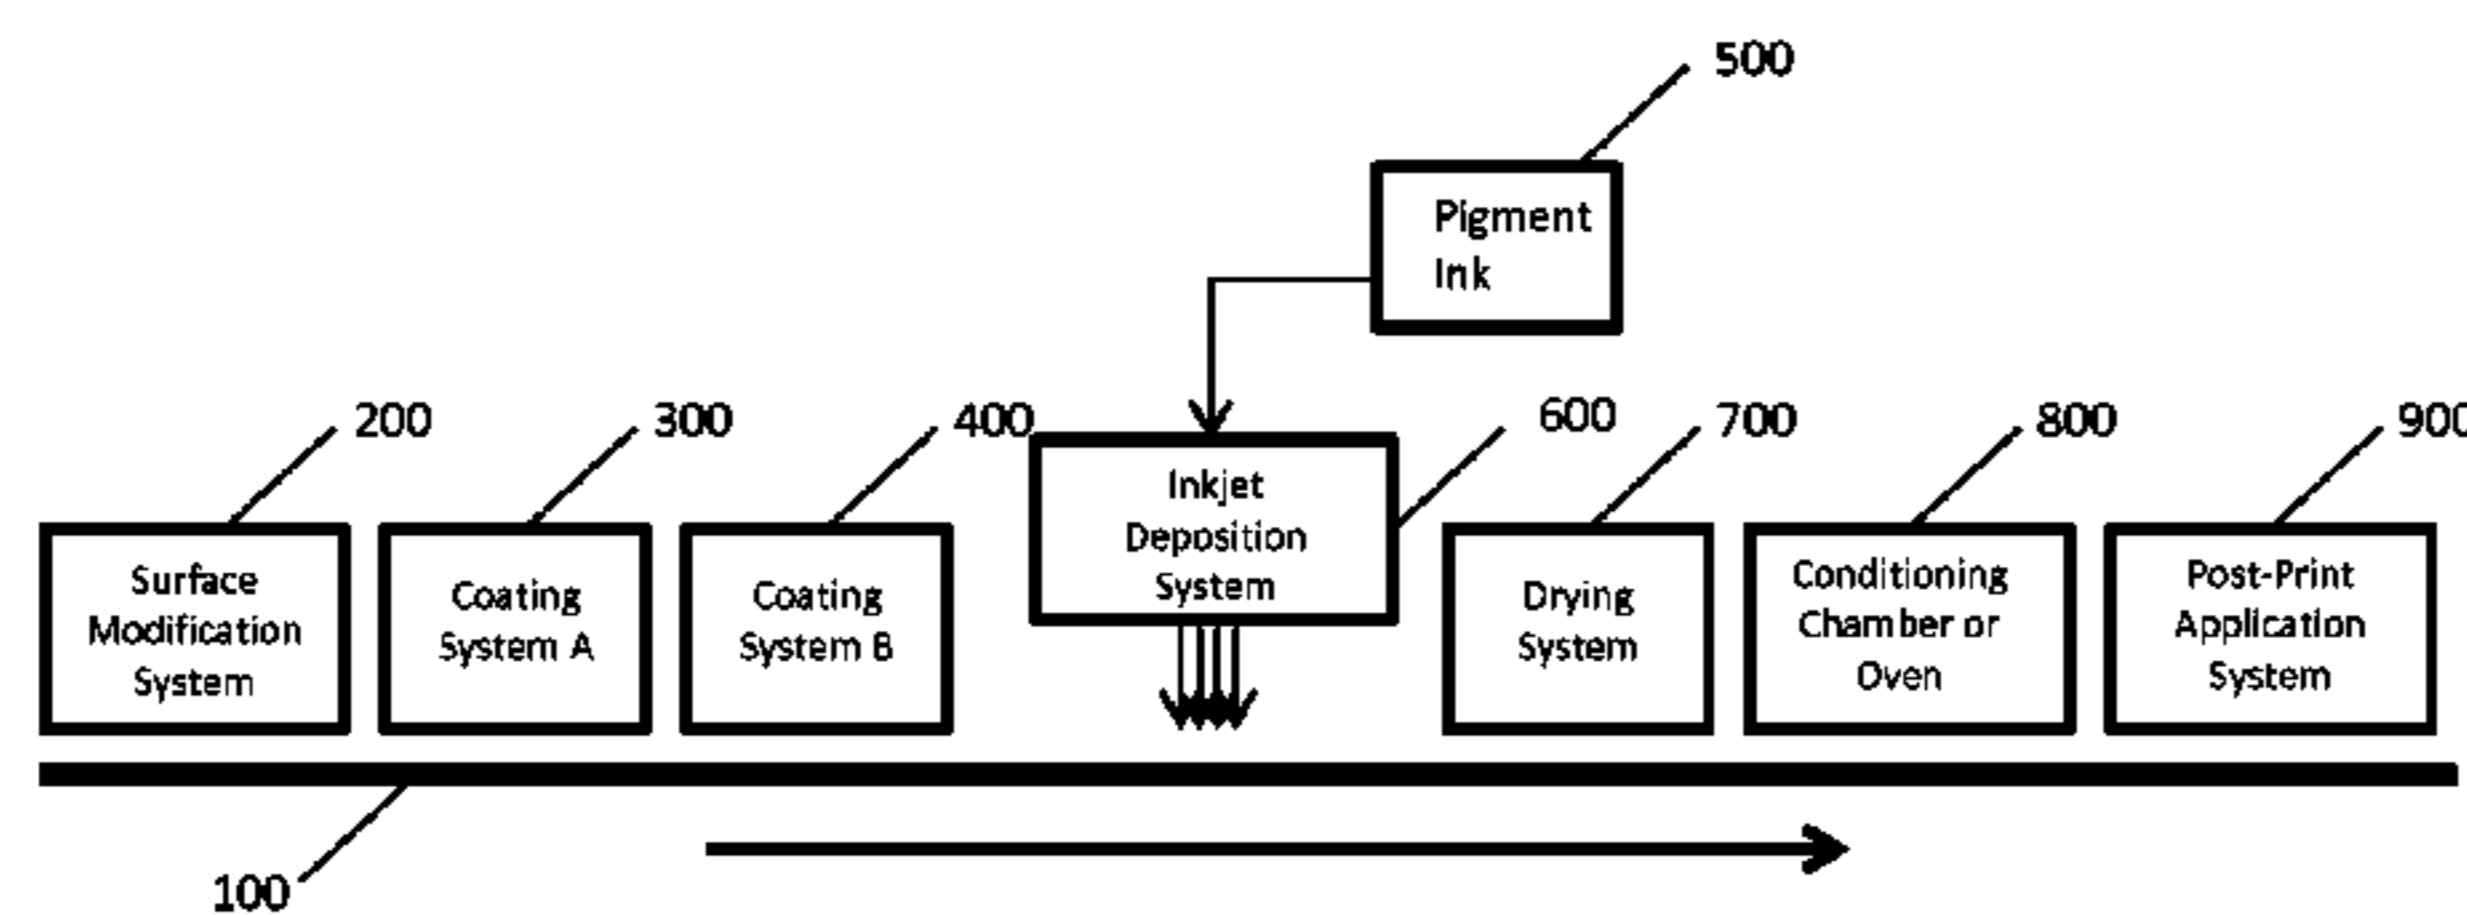 500
Pigment
Ink
200
300
400
600
700
800
900
Inkjet
Deposition
System
Surface
Modification
System
Coating
System A
Coating
System B
Drying
System
Conditioning
Chamber or
Oven
Post-Print
Application
System
100